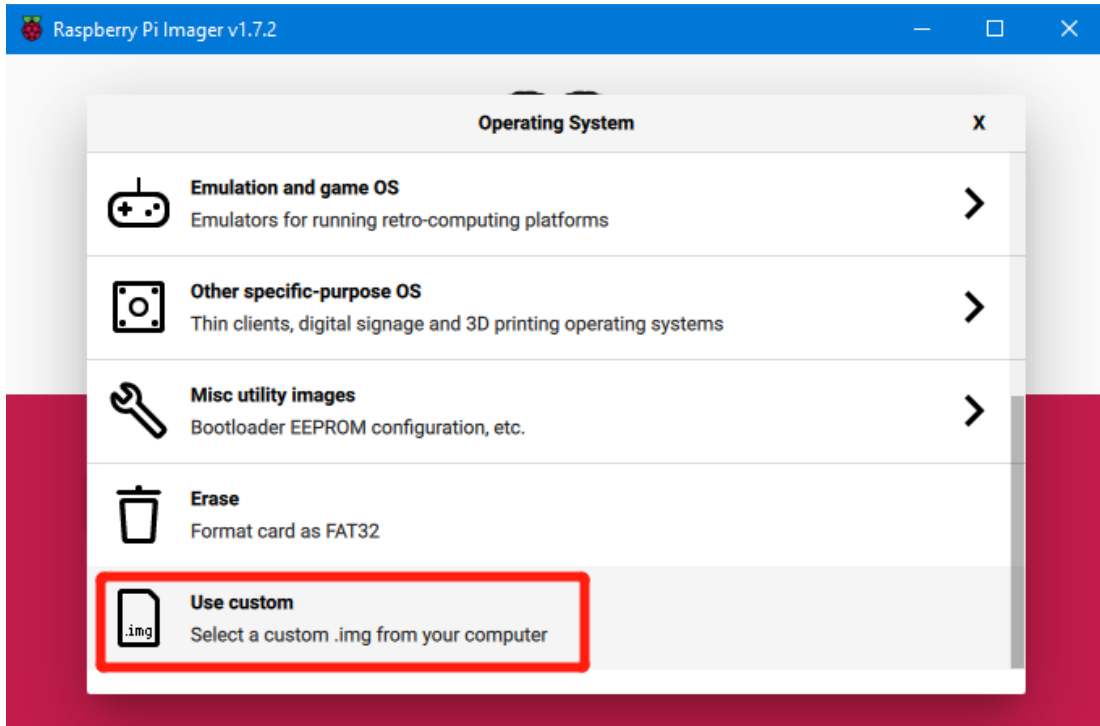 Raspberry Pi Imager v1.7.2
Operating System
X
Emulation and game OS
Emulators for running retro-computing platforms
Other specific-purpose OS
Thin clients, digital signage and 3D printing operating systems
Misc utility images
Bootloader EEPROM configuration, etc.
Erase
Format card as FAT32
Use custom
.img
Select a custom .img from your computer